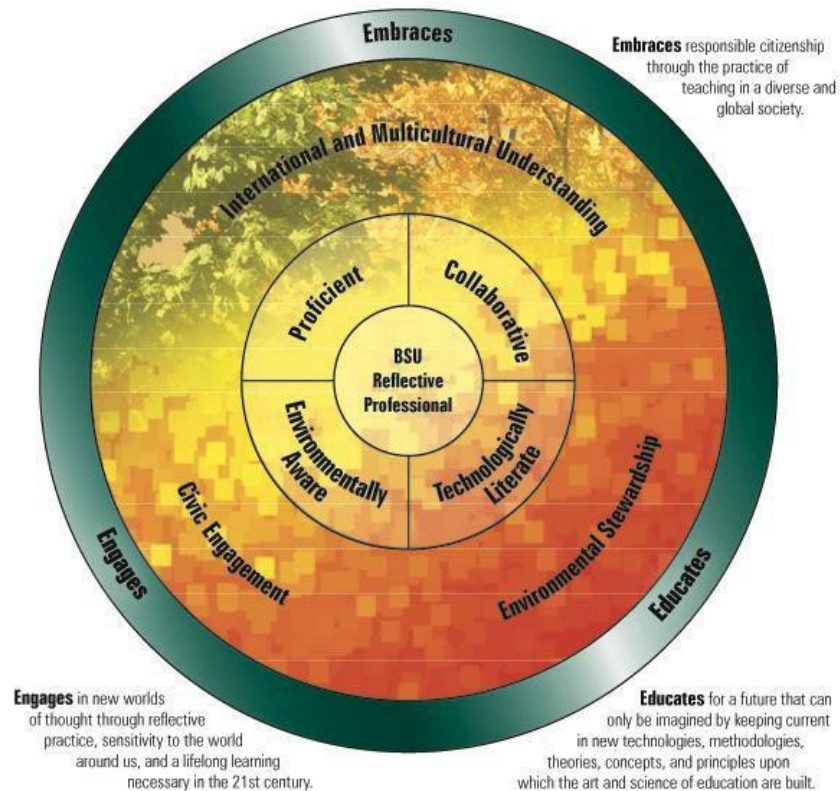 Embraces
Embraces responsible citizenship
through the practice of
teaching in a diverse and
global society.
International and Multicultural Understanding
Proficient
Collaborative
BSU
Reflective
Professional
Environmentally
Aware
Technologically
Literate
Civic Engagement
Environmental Stewardship
Engages
Educates
Engages in new worlds
of thought through reflective
practice, sensitivity to the world
around us, and a lifelong learning
necessary in the 21st century.
Educates for a future that can
only be imagined by keeping current
in new technologies, methodologies,
theories, concepts, and principles upon
which the art and science of education are built.